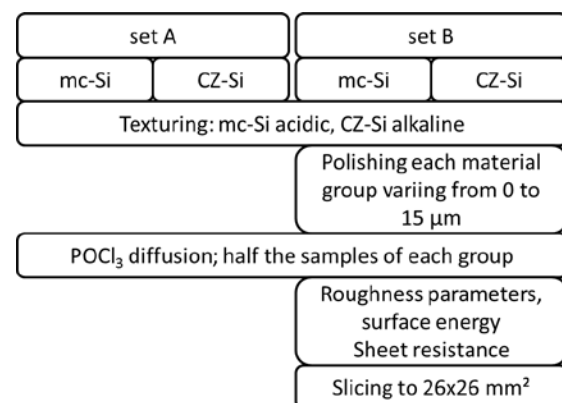 set A
set B
mc-Si
CZ-Si
mc-Si
CZ-Si
Texturing: mc-Si acidic, CZ-Si alkaline
Polishing each material
group variing from 0 to
15 µm
POCl₃ diffusion; half the samples of each group
Roughness parameters,
surface energy
Sheet resistance
Slicing to 26x26 mm²